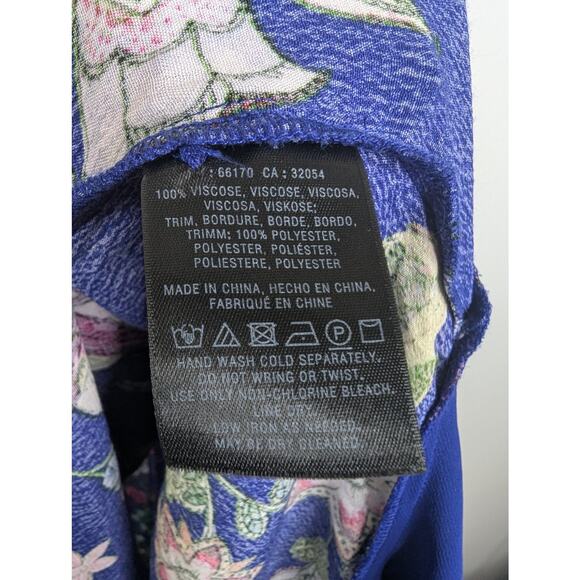 : 66170 CA : 32054
100% VISCOSE, VISCOSE, VISCOSA,
VISCOSA, VISKOSE;
TRIM, BORDURE, BORDE, BORDO,
TRIMM: 100% POLYESTER,
POLYESTER, POLIÉSTER,
POLIESTERE, POLYESTER
MADE IN CHINA, HECHO EN CHINA.
FABRIQUÉ EN CHINE
P
HAND WASH COLD SEPARATELY.
DO NOT WRING OR TWIST.
USE ONLY NON-CHLORINE BLEACH.
LINE DRY.
LOW IRON AS NEEDED.
MAY BE DRY CLEANED.